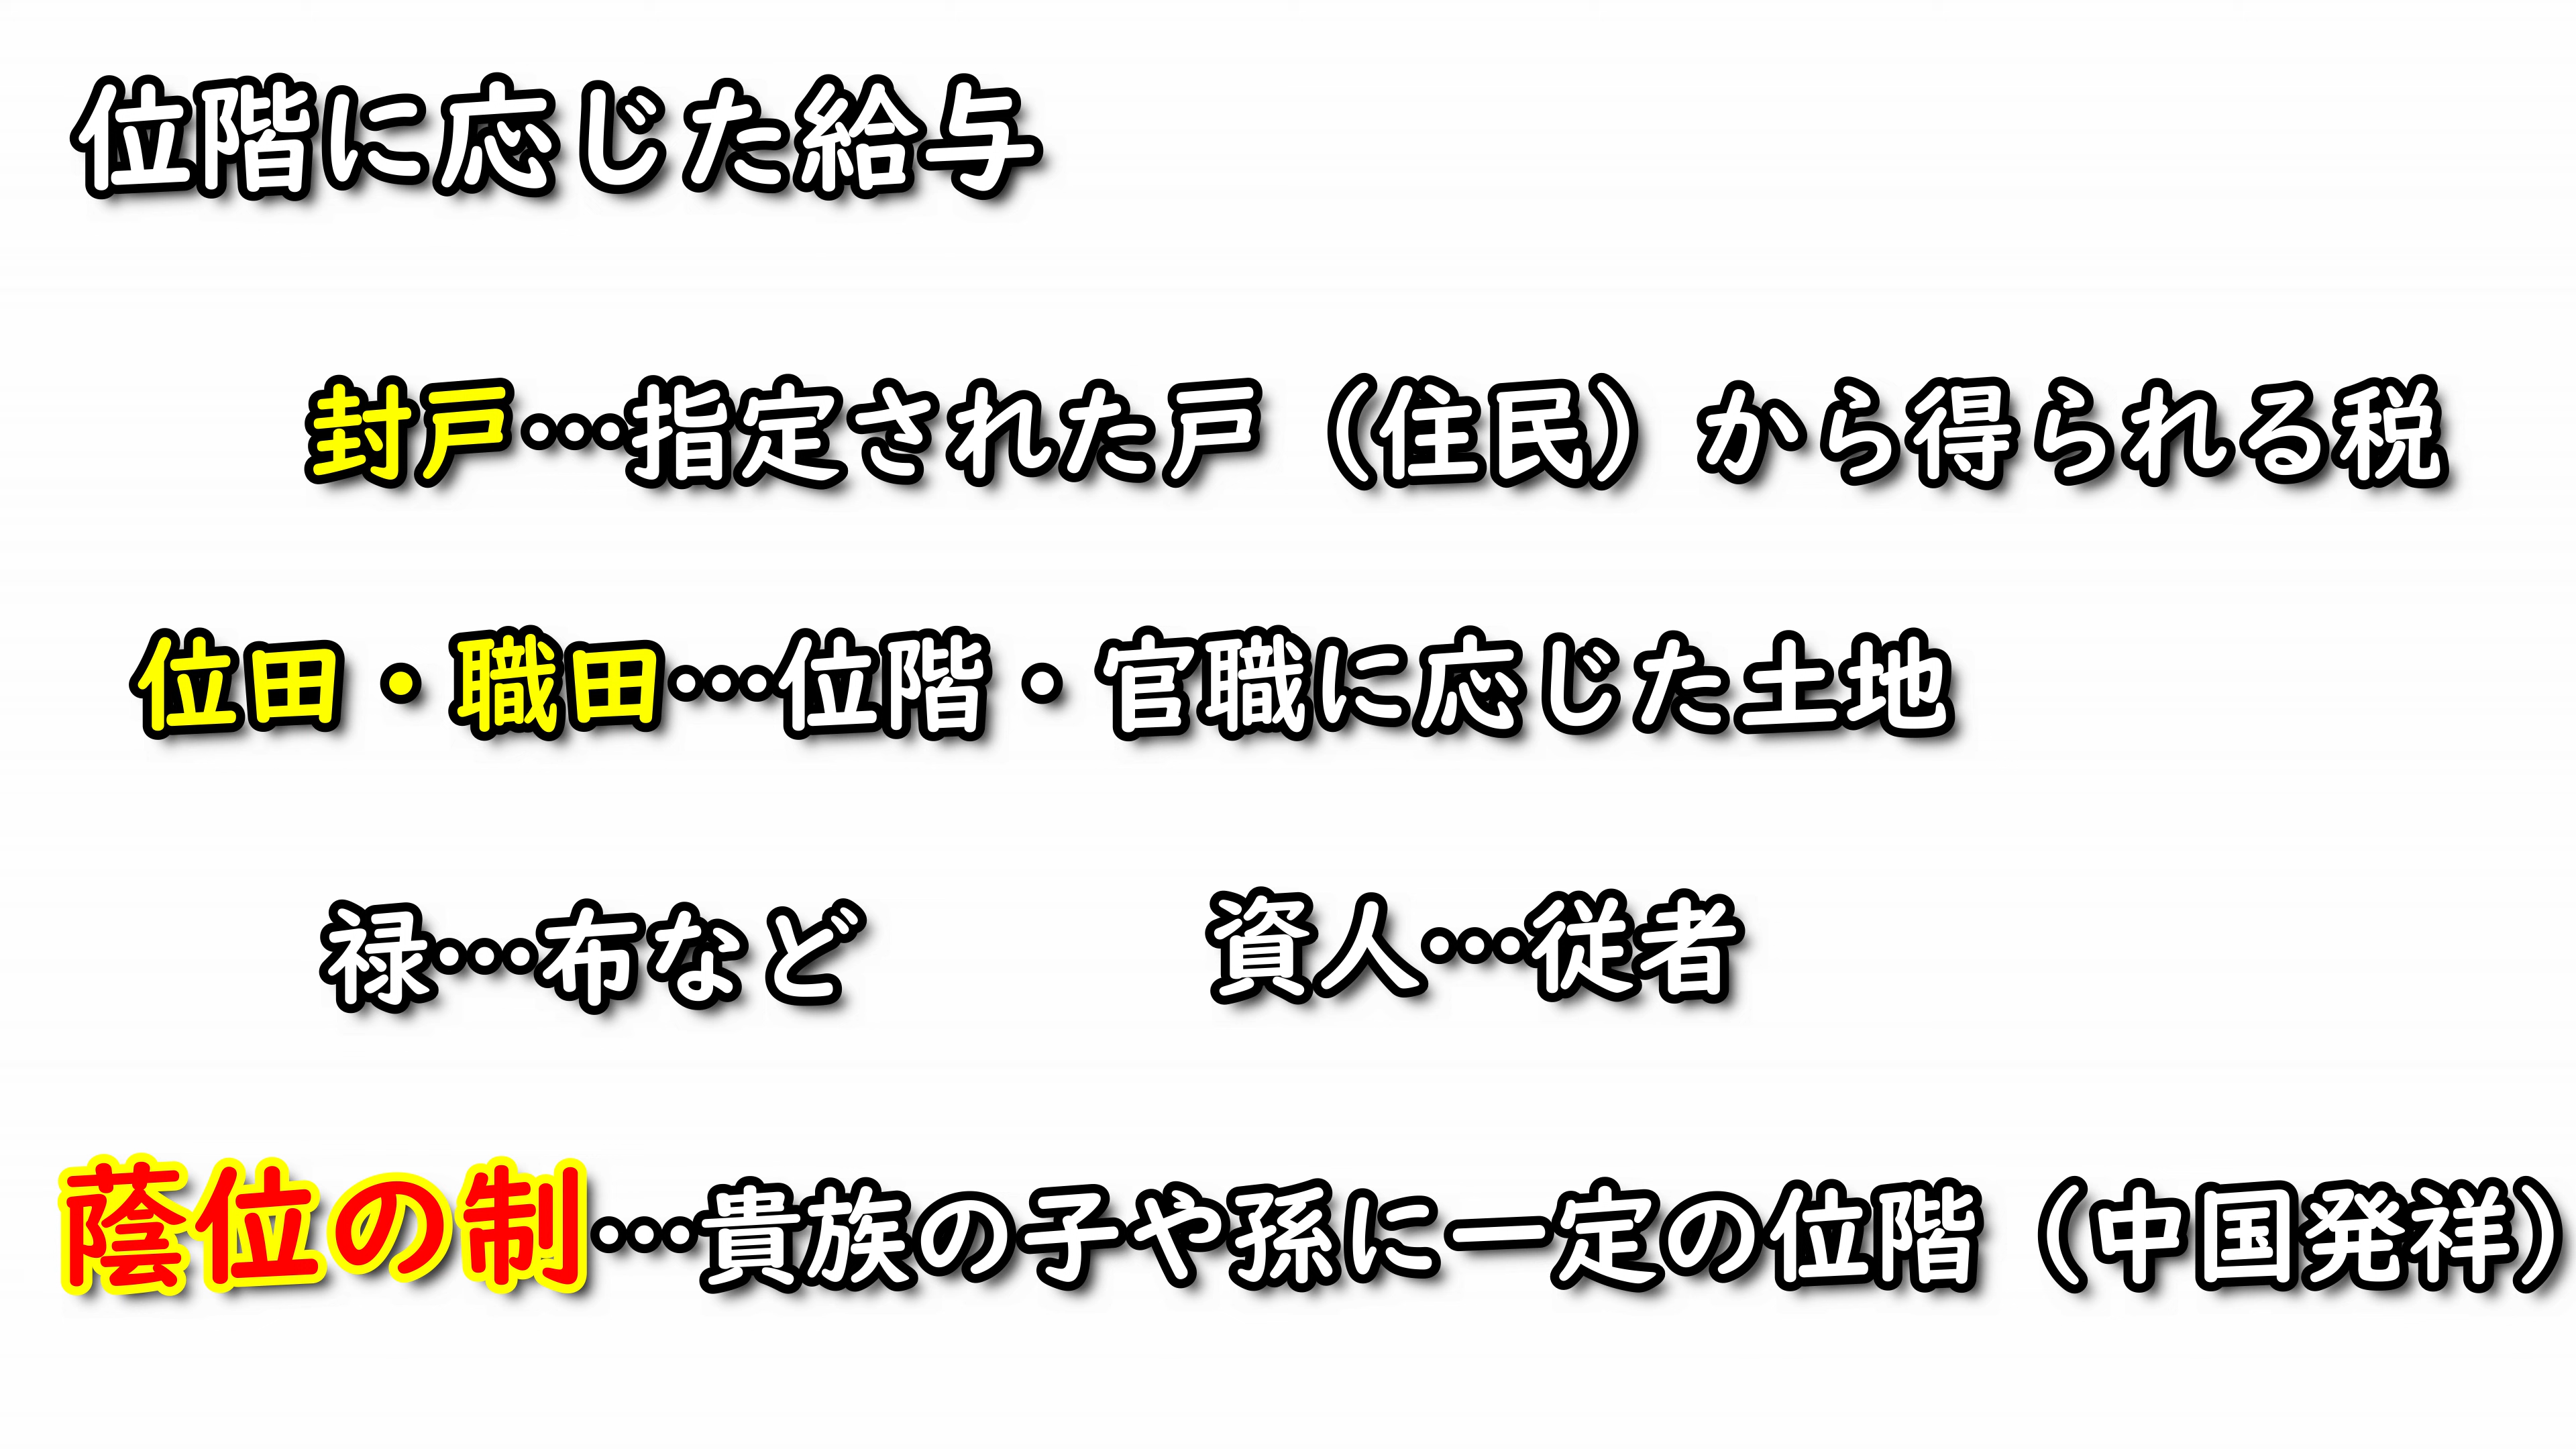 位階に応じた給与
封戸…指定された戸（住民）から得られる税
位田・職田…位階・官職に応じた土地
禄…布など　資人…従者
蔭位の制…貴族の子や孫に一定の位階（中国発祥）